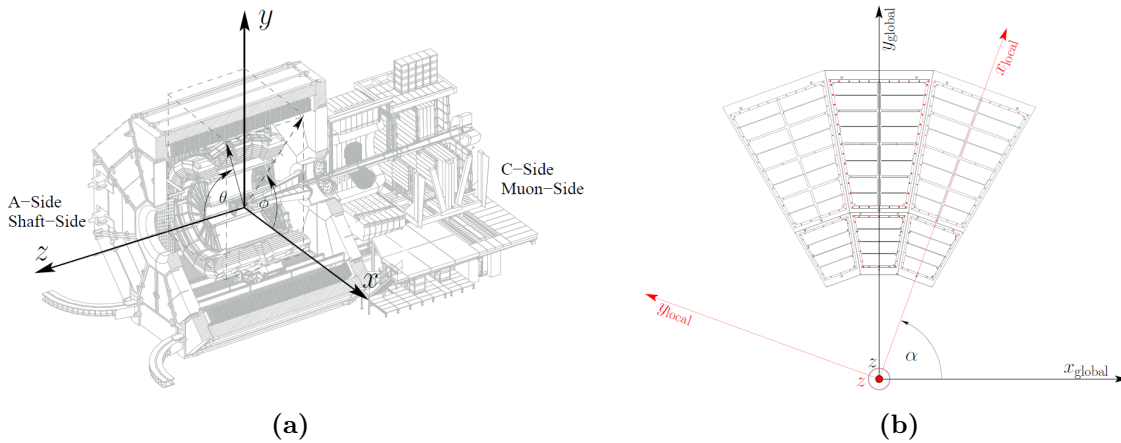 y
A−Side
Shaft−Side
C−Side
Muon−Side
θ
ϕ
z
x
(a)
y_global
x_local
y_local
α
z
z
x_global
(b)